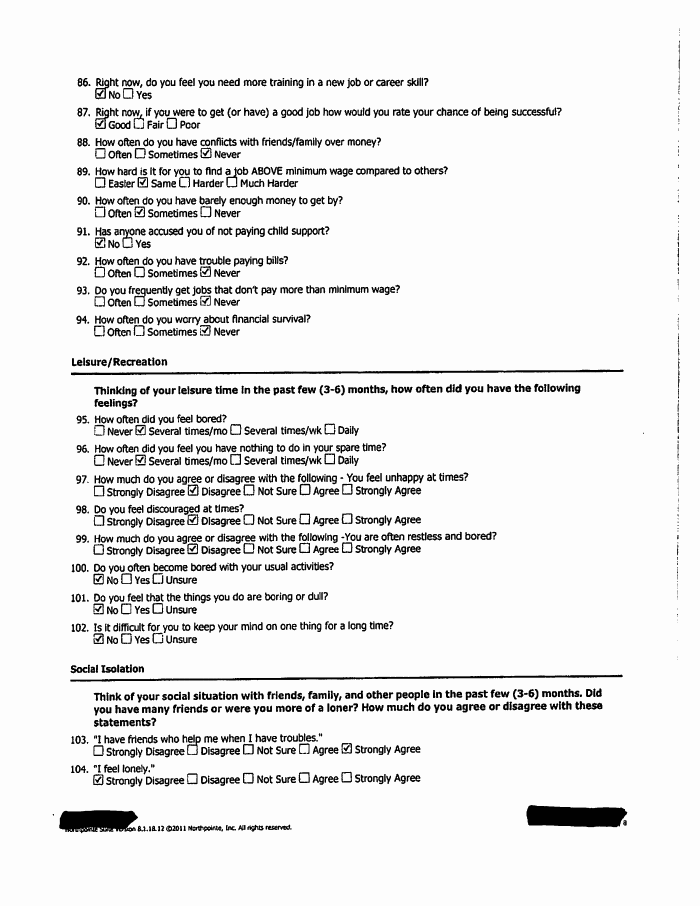 86. Right now, do you feel you need more training in a new job or career skill?
☑ No ☐ Yes
87. Right now, if you were to get (or have) a good job how would you rate your chance of being successful?
☑ Good ☐ Fair ☐ Poor
88. How often do you have conflicts with friends/family over money?
☐ Often ☐ Sometimes ☑ Never
89. How hard is it for you to find a job ABOVE minimum wage compared to others?
☐ Easier ☑ Same ☐ Harder ☐ Much Harder
90. How often do you have barely enough money to get by?
☐ Often ☑ Sometimes ☐ Never
91. Has anyone accused you of not paying child support?
☑ No ☐ Yes
92. How often do you have trouble paying bills?
☐ Often ☐ Sometimes ☑ Never
93. Do you frequently get jobs that don't pay more than minimum wage?
☐ Often ☐ Sometimes ☑ Never
94. How often do you worry about financial survival?
☐ Often ☐ Sometimes ☑ Never
Leisure/Recreation
Thinking of your leisure time in the past few (3-6) months, how often did you have the following
feelings?
95. How often did you feel bored?
☐ Never ☑ Several times/mo ☐ Several times/wk ☐ Daily
96. How often did you feel you have nothing to do in your spare time?
☐ Never ☑ Several times/mo ☐ Several times/wk ☐ Daily
97. How much do you agree or disagree with the following - You feel unhappy at times?
☐ Strongly Disagree ☑ Disagree ☐ Not Sure ☐ Agree ☐ Strongly Agree
98. Do you feel discouraged at times?
☐ Strongly Disagree ☑ Disagree ☐ Not Sure ☐ Agree ☐ Strongly Agree
99. How much do you agree or disagree with the following -You are often restless and bored?
☐ Strongly Disagree ☑ Disagree ☐ Not Sure ☐ Agree ☐ Strongly Agree
100. Do you often become bored with your usual activities?
☑ No ☐ Yes ☐ Unsure
101. Do you feel that the things you do are boring or dull?
☑ No ☐ Yes ☐ Unsure
102. Is it difficult for you to keep your mind on one thing for a long time?
☑ No ☐ Yes ☐ Unsure
Social Isolation
Think of your social situation with friends, family, and other people in the past few (3-6) months. Did
you have many friends or were you more of a loner? How much do you agree or disagree with these
statements?
103. "I have friends who help me when I have troubles."
☐ Strongly Disagree ☐ Disagree ☐ Not Sure ☐ Agree ☑ Strongly Agree
104. "I feel lonely."
☑ Strongly Disagree ☐ Disagree ☐ Not Sure ☐ Agree ☐ Strongly Agree
8.1.18.12 ©2011 Northpointe, Inc. All rights reserved.
8